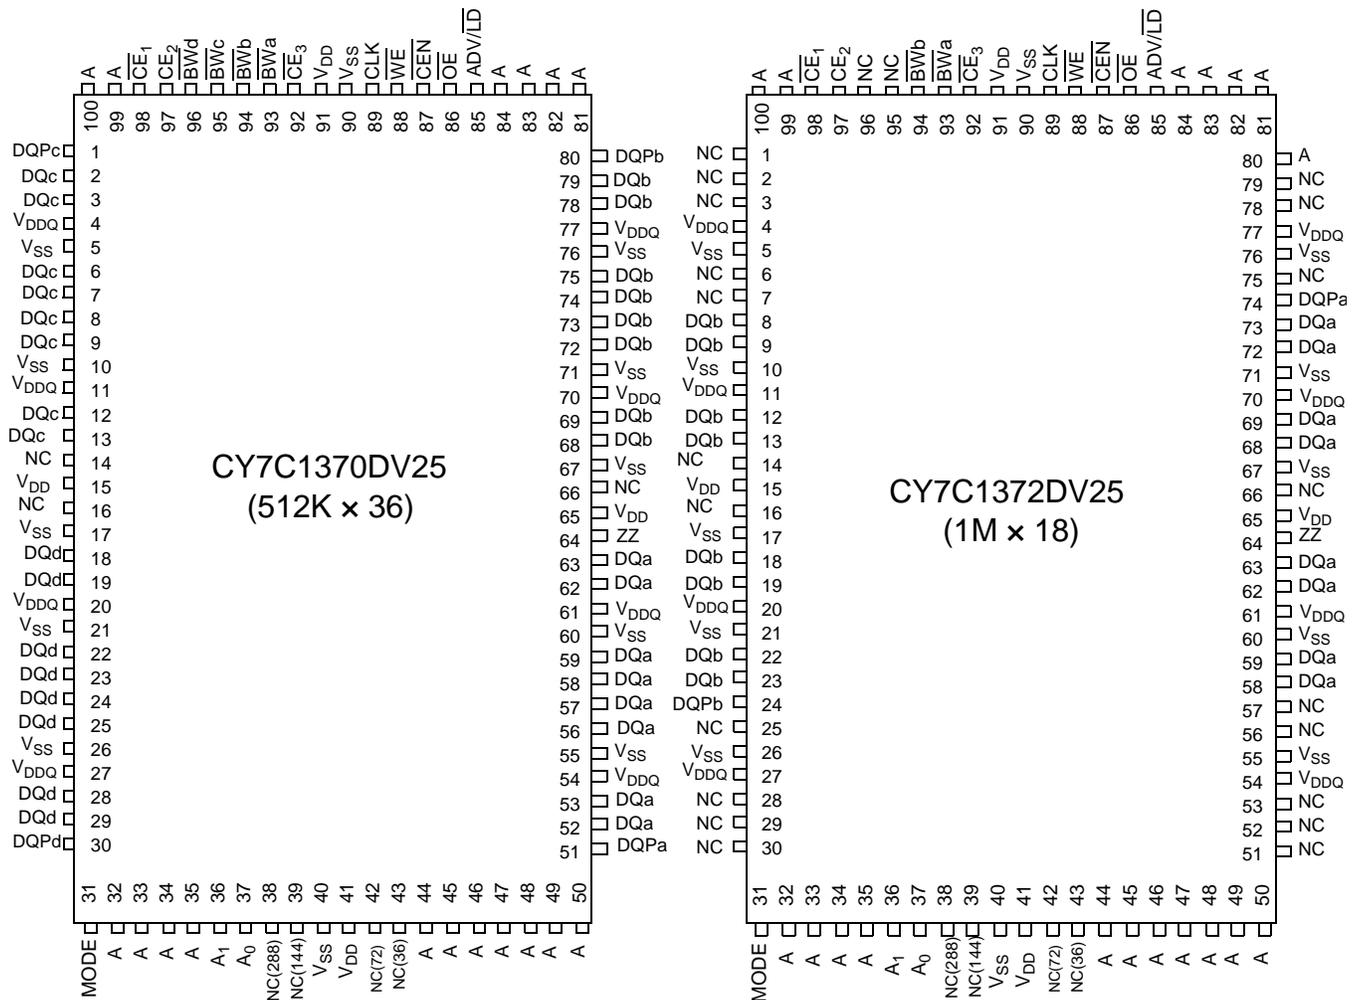 A A CE1 CE2 BWd BWc BWb BWa CE3 VDD VSS CLK WE CEN OE ADV/LD A A A A
100 99 98 97 96 95 94 93 92 91 90 89 88 87 86 85 84 83 82 81
DQPc 1
DQc 2
DQc 3
VDDQ 4
VSS 5
DQc 6
DQc 7
DQc 8
DQc 9
VSS 10
VDDQ 11
DQc 12
DQc 13
NC 14
VDD 15
NC 16
VSS 17
DQd 18
DQd 19
VDDQ 20
VSS 21
DQd 22
DQd 23
DQd 24
DQd 25
VSS 26
VDDQ 27
DQd 28
DQd 29
DQPd 30
CY7C1370DV25
(512K × 36)
80 DQPb
79 DQb
78 DQb
77 VDDQ
76 VSS
75 DQb
74 DQb
73 DQb
72 DQb
71 VSS
70 VDDQ
69 DQb
68 DQb
67 VSS
66 NC
65 VDD
64 ZZ
63 DQa
62 DQa
61 VDDQ
60 VSS
59 DQa
58 DQa
57 DQa
56 DQa
55 VSS
54 VDDQ
53 DQa
52 DQa
51 DQPa
31 32 33 34 35 36 37 38 39 40 41 42 43 44 45 46 47 48 49 50
MODE A A A A A1 A0 NC(288) NC(144) VSS VDD NC(72) NC(36) A A A A A A A
A A CE1 CE2 NC NC BWb BWa CE3 VDD VSS CLK WE CEN OE ADV/LD A A A A
100 99 98 97 96 95 94 93 92 91 90 89 88 87 86 85 84 83 82 81
NC 1
NC 2
NC 3
VDDQ 4
VSS 5
NC 6
NC 7
DQb 8
DQb 9
VSS 10
VDDQ 11
DQb 12
DQb 13
NC 14
VDD 15
NC 16
VSS 17
DQb 18
DQb 19
VDDQ 20
VSS 21
DQb 22
DQb 23
DQPb 24
NC 25
VSS 26
VDDQ 27
NC 28
NC 29
NC 30
CY7C1372DV25
(1M × 18)
80 A
79 NC
78 NC
77 VDDQ
76 VSS
75 NC
74 DQPa
73 DQa
72 DQa
71 VSS
70 VDDQ
69 DQa
68 DQa
67 VSS
66 NC
65 VDD
64 ZZ
63 DQa
62 DQa
61 VDDQ
60 VSS
59 DQa
58 DQa
57 NC
56 NC
55 VSS
54 VDDQ
53 NC
52 NC
51 NC
31 32 33 34 35 36 37 38 39 40 41 42 43 44 45 46 47 48 49 50
MODE A A A A A1 A0 NC(288) NC(144) VSS VDD NC(72) NC(36) A A A A A A A